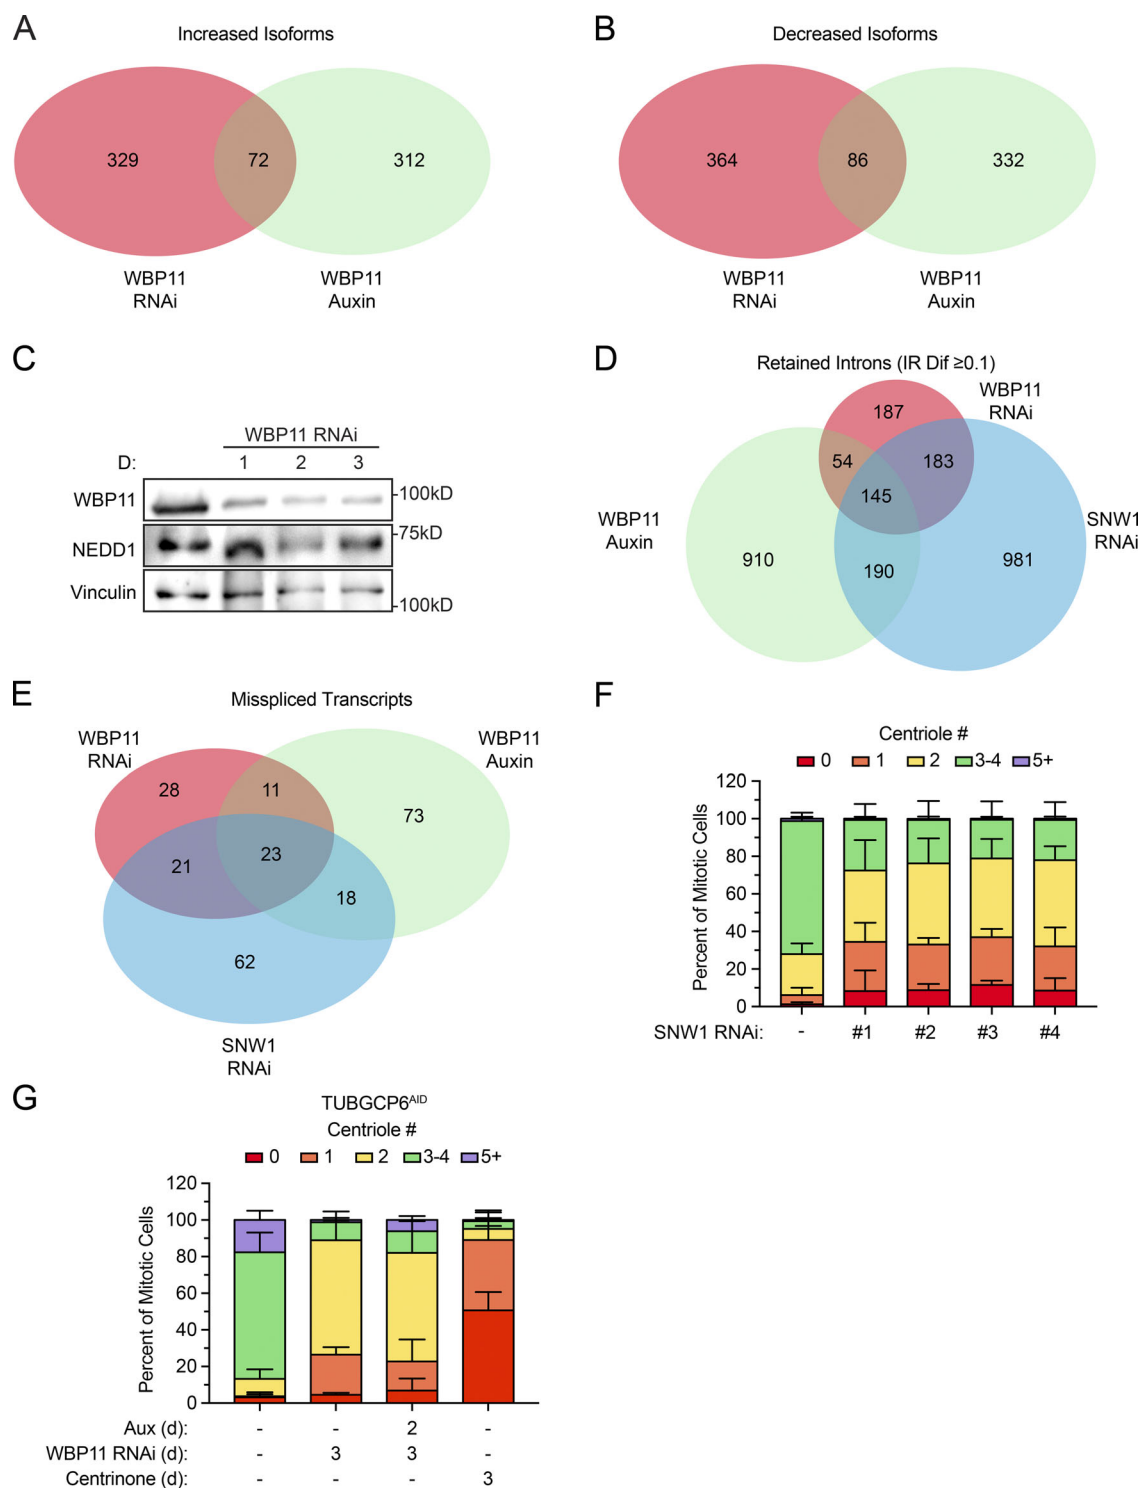 A
Increased Isoforms
329
72
312
WBP11
RNAi
WBP11
Auxin
B
Decreased Isoforms
364
86
332
WBP11
RNAi
WBP11
Auxin
C
WBP11 RNAi
D: 1 2 3
WBP11
-100kD
-75kD
NEDD1
Vinculin
-100kD
D
Retained Introns (IR Dif ≥0.1)
WBP11
RNAi
187
54
183
145
WBP11
Auxin
SNW1
RNAi
910
190
981
E
Misspliced Transcripts
WBP11
RNAi
WBP11
Auxin
28
11
73
21
23
18
62
SNW1
RNAi
F
Centriole #
0 1 2 3-4 5+
Percent of Mitotic Cells
120
100
80
60
40
20
0
SNW1 RNAi: - #1 #2 #3 #4
G
TUBGCP6AID
Centriole #
0 1 2 3-4 5+
Percent of Mitotic Cells
120
100
80
60
40
20
0
Aux (d): - - 2 -
WBP11 RNAi (d): - 3 3 -
Centrinone (d): - - - 3